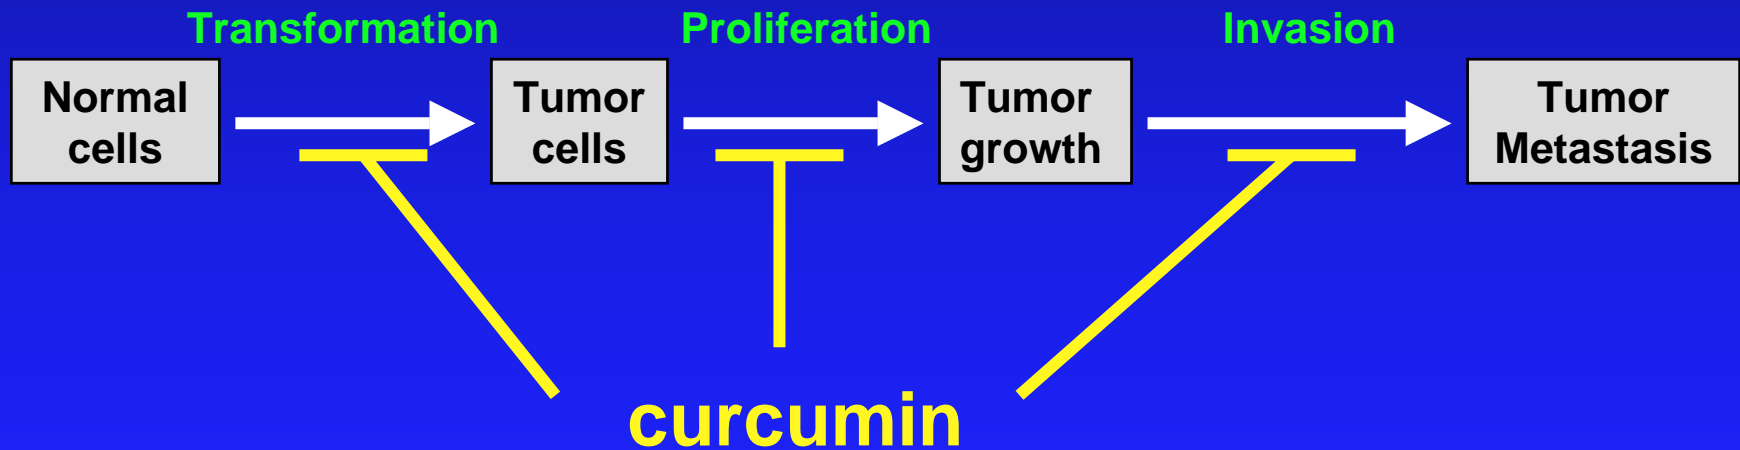 Transformation
Proliferation
Invasion
Normal
cells
Tumor
cells
Tumor
growth
Tumor
Metastasis
curcumin